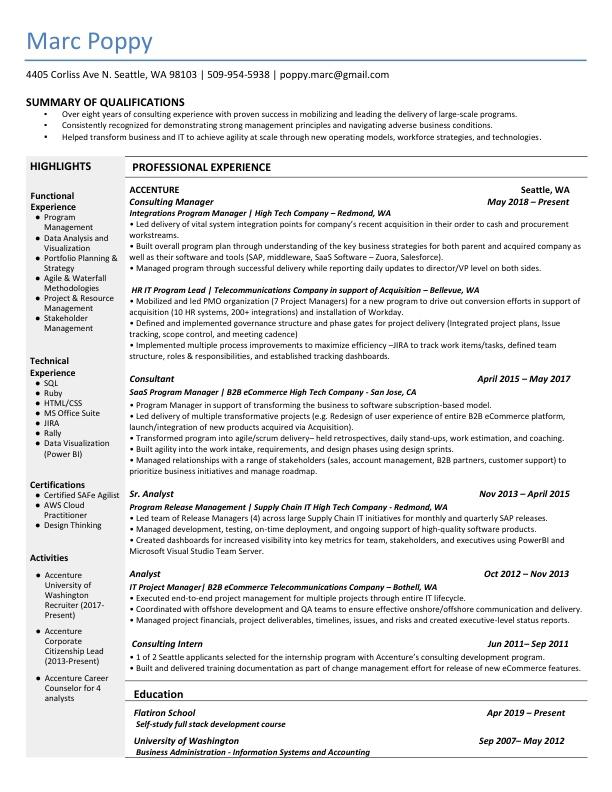 Marc Poppy
4405 Corliss Ave N. Seattle, WA 98103 | 509-954-5938 | poppy.marc@gmail.com
SUMMARY OF QUALIFICATIONS
• Over eight years of consulting experience with proven success in mobilizing and leading the delivery of large-scale programs.
• Consistently recognized for demonstrating strong management principles and navigating adverse business conditions.
• Helped transform business and IT to achieve agility at scale through new operating models, workforce strategies, and technologies.
HIGHLIGHTS
Functional
Experience
● Program
Management
● Data Analysis and
Visualization
● Portfolio Planning &
Strategy
● Agile & Waterfall
Methodologies
● Project & Resource
Management
● Stakeholder
Management
Technical
Experience
● SQL
● Ruby
● HTML/CSS
● MS Office Suite
● JIRA
● Rally
● Data Visualization
(Power BI)
Certifications
● Certified SAFe Agilist
● AWS Cloud
Practitioner
● Design Thinking
Activities
● Accenture
University of
Washington
Recruiter (2017-
Present)
● Accenture
Corporate
Citizenship Lead
(2013-Present)
● Accenture Career
Counselor for 4
analysts
PROFESSIONAL EXPERIENCE
ACCENTURE Seattle, WA
Consulting Manager May 2018 – Present
Integrations Program Manager | High Tech Company – Redmond, WA
• Led delivery of vital system integration points for company's recent acquisition in their order to cash and procurement
workstreams.
• Built overall program plan through understanding of the key business strategies for both parent and acquired company as
well as their software and tools (SAP, middleware, SaaS Software – Zuora, Salesforce).
• Managed program through successful delivery while reporting daily updates to director/VP level on both sides.
HR IT Program Lead | Telecommunications Company in support of Acquisition – Bellevue, WA
• Mobilized and led PMO organization (7 Project Managers) for a new program to drive out conversion efforts in support of
acquisition (10 HR systems, 200+ integrations) and installation of Workday.
• Defined and implemented governance structure and phase gates for project delivery (Integrated project plans, Issue
tracking, scope control, and meeting cadence)
• Implemented multiple process improvements to maximize efficiency –JIRA to track work items/tasks, defined team
structure, roles & responsibilities, and established tracking dashboards.
Consultant April 2015 – May 2017
SaaS Program Manager | B2B eCommerce High Tech Company - San Jose, CA
• Program Manager in support of transforming the business to software subscription-based model.
• Led delivery of multiple transformative projects (e.g. Redesign of user experience of entire B2B eCommerce platform,
launch/integration of new products acquired via Acquisition).
• Transformed program into agile/scrum delivery– held retrospectives, daily stand-ups, work estimation, and coaching.
• Built agility into the work intake, requirements, and design phases using design sprints.
• Managed relationships with a range of stakeholders (sales, account management, B2B partners, customer support) to
prioritize business initiatives and manage roadmap.
Sr. Analyst Nov 2013 – April 2015
Program Release Management | Supply Chain IT High Tech Company - Redmond, WA
• Led team of Release Managers (4) across large Supply Chain IT initiatives for monthly and quarterly SAP releases.
• Managed development, testing, on-time deployment, and ongoing support of high-quality software products.
• Created dashboards for increased visibility into key metrics for team, stakeholders, and executives using PowerBI and
Microsoft Visual Studio Team Server.
Analyst Oct 2012 – Nov 2013
IT Project Manager| B2B eCommerce Telecommunications Company – Bothell, WA
• Executed end-to-end project management for multiple projects through entire IT lifecycle.
• Coordinated with offshore development and QA teams to ensure effective onshore/offshore communication and delivery.
• Managed project financials, project deliverables, timelines, issues, and risks and created executive-level status reports.
Consulting Intern Jun 2011– Sep 2011
• 1 of 2 Seattle applicants selected for the internship program with Accenture's consulting development program.
• Built and delivered training documentation as part of change management effort for release of new eCommerce features.
Education
Flatiron School Apr 2019 – Present
Self-study full stack development course
University of Washington Sep 2007– May 2012
Business Administration - Information Systems and Accounting